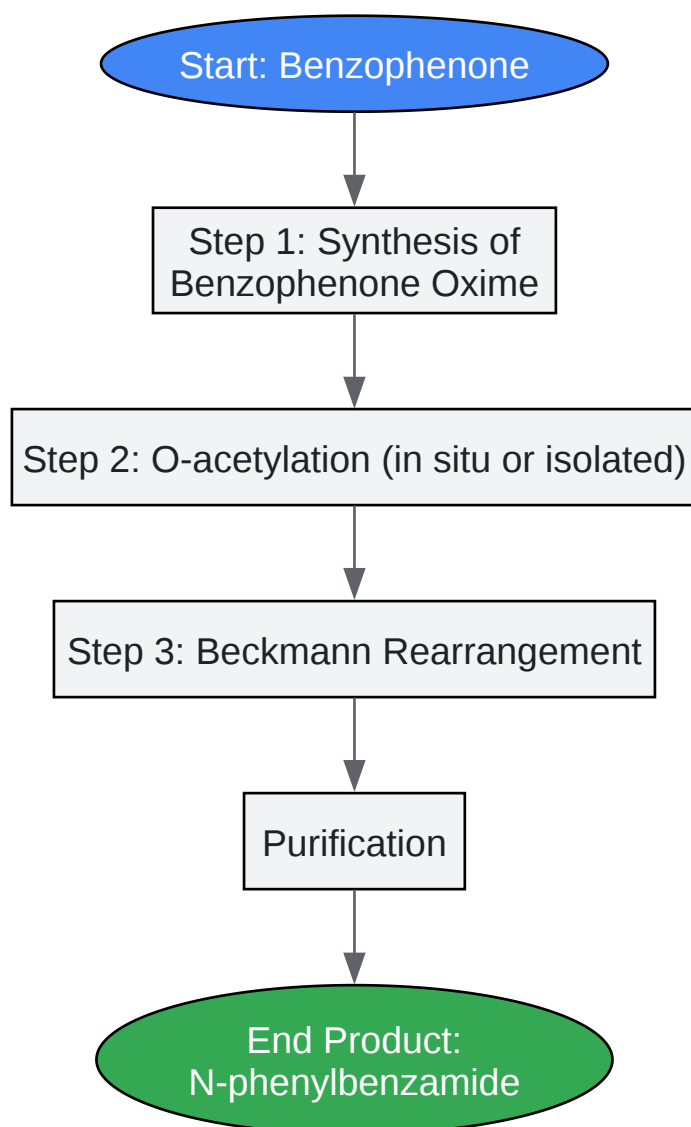 Start: Benzophenone
Step 1: Synthesis of
Benzophenone Oxime
Step 2: O-acetylation (in situ or isolated)
Step 3: Beckmann Rearrangement
Purification
End Product:
N-phenylbenzamide